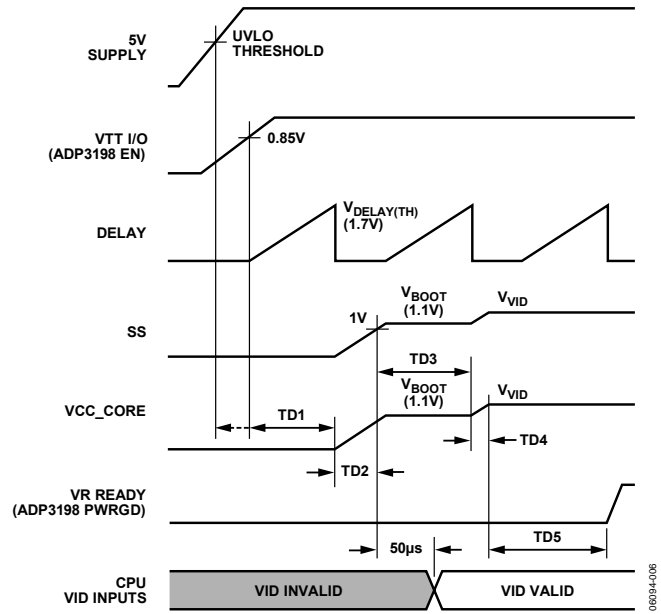 5V
SUPPLY
UVLO
THRESHOLD
VTT I/O
(ADP3198 EN)
0.85V
DELAY
VDELAY(TH)
(1.7V)
SS
1V
VBOOT
(1.1V)
VVID
TD3
VCC_CORE
VBOOT
(1.1V)
VVID
TD1
TD4
TD2
VR READY
(ADP3198 PWRGD)
50µs
TD5
CPU
VID INPUTS
VID INVALID
VID VALID
06094-006